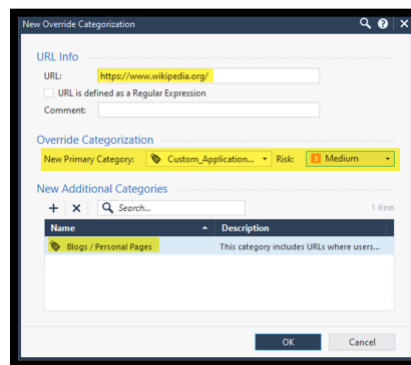 New Override Categorization
URL Info
URL: https://www.wikipedia.org/
URL is defined as a Regular Expression
Comment:
Override Categorization
New Primary Category: Custom_Application... Risk: Medium
New Additional Categories
Search... 1 item
Name Description
Blogs / Personal Pages This category includes URLs where users...
OK Cancel